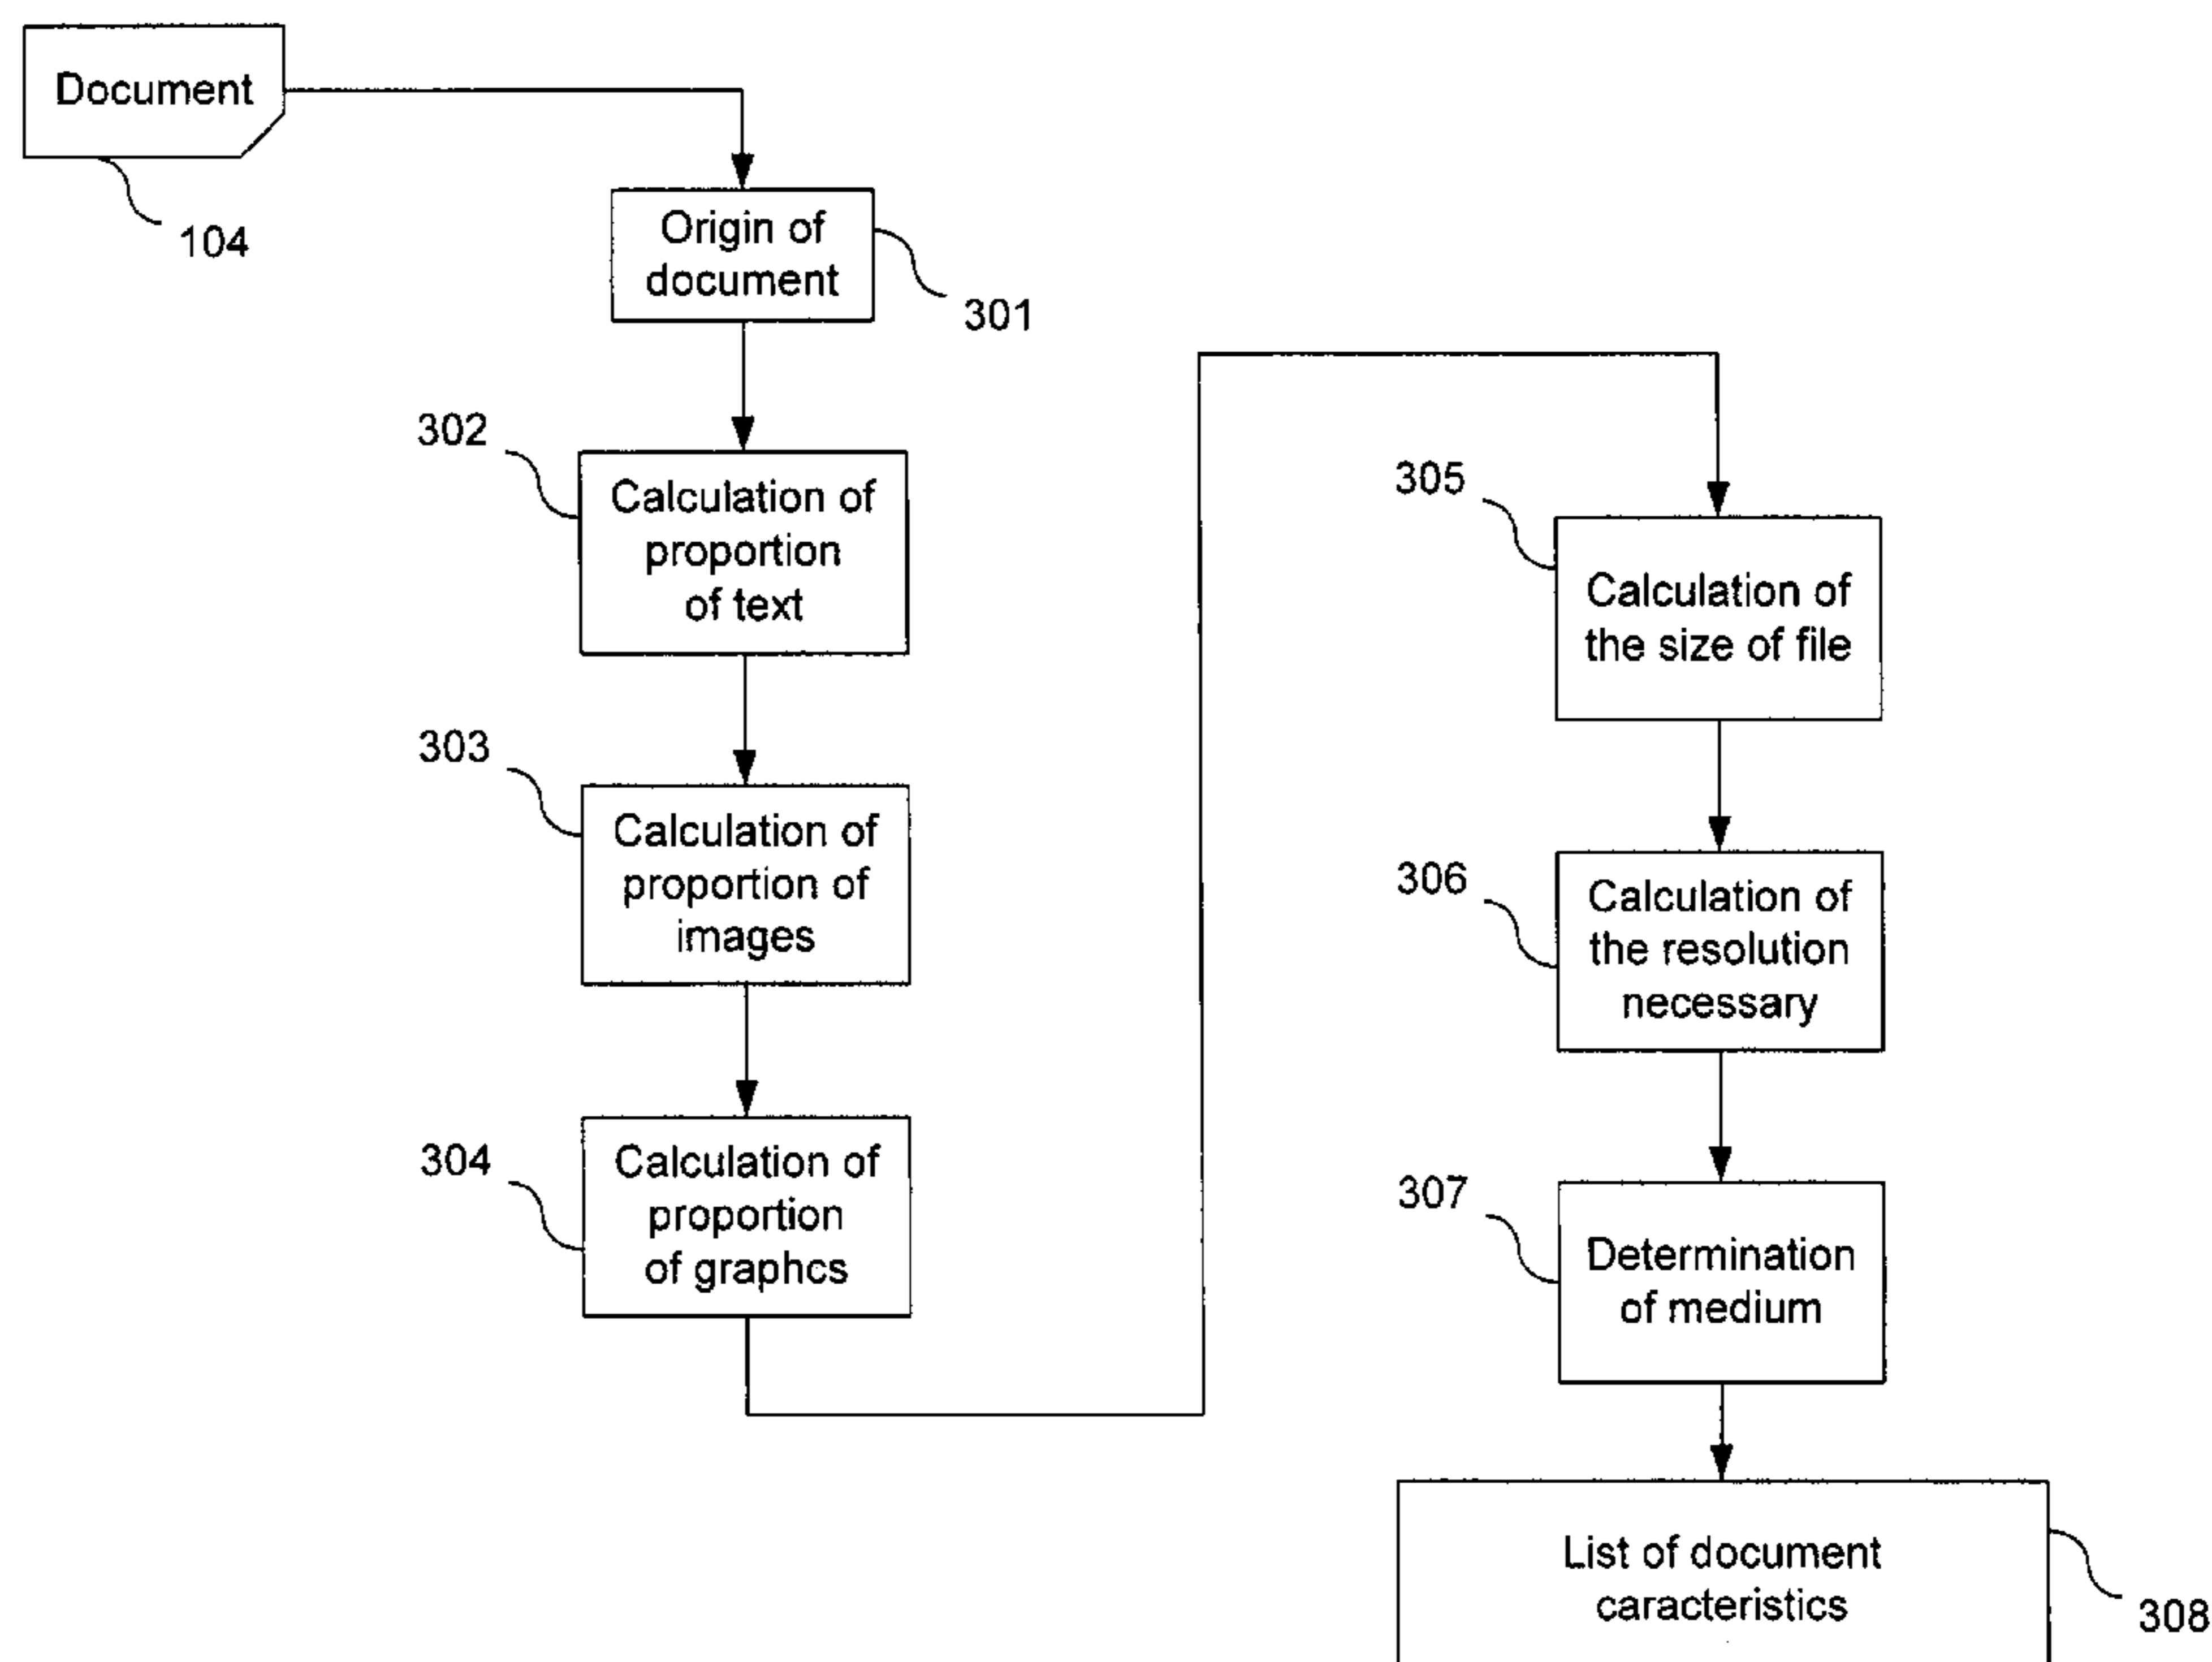 Document
104
Origin of
document
301
302
Calculation of
proportion
of text
303
Calculation of
proportion of
images
304
Calculation of
proportion
of graphcs
305
Calculation of
the size of file
306
Calculation of
the resolution
necessary
307
Determination
of medium
List of document
caracteristics
308